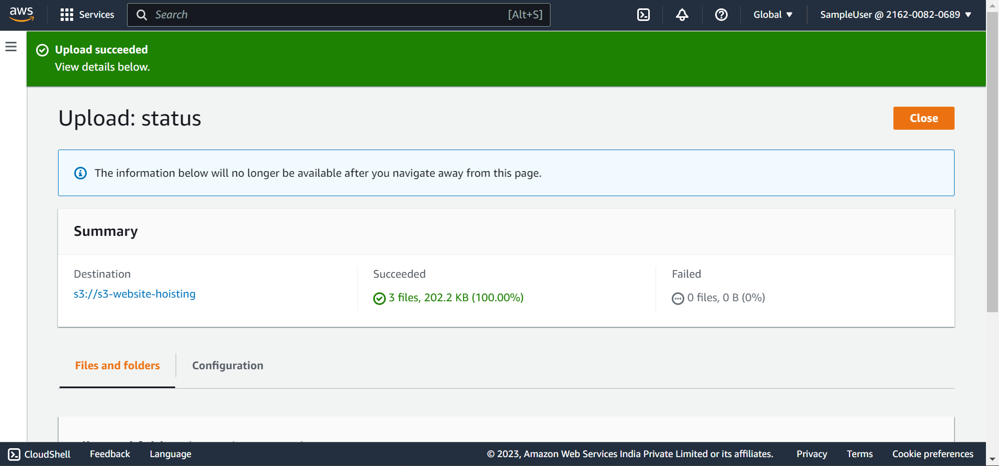 aws
Services
Search
[Alt+S]
Global
SampleUser @ 2162-0082-0689
Upload succeeded
View details below.
Upload: status
Close
The information below will no longer be available after you navigate away from this page.
Summary
Destination
s3://s3-website-hoisting
Succeeded
3 files, 202.2 KB (100.00%)
Failed
0 files, 0 B (0%)
Files and folders
Configuration
CloudShell
Feedback
Language
© 2023, Amazon Web Services India Private Limited or its affiliates.
Privacy
Terms
Cookie preferences